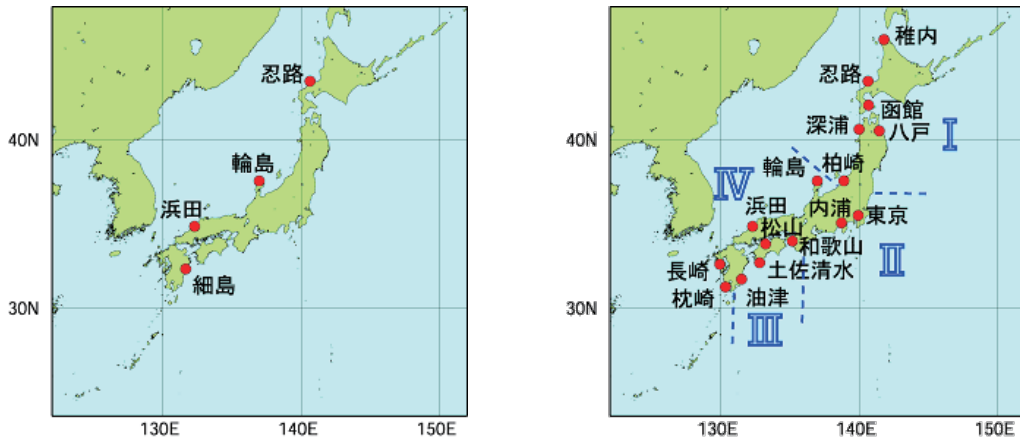 忍路
40N
輪島
浜田
細島
30N
130E
140E
150E
稚内
忍路
函館
深浦
八戸
I
40N
輪島
柏崎
IV
浜田
内浦
東京
松山
和歌山
II
長崎
土佐清水
枕崎
油津
30N
III
130E
140E
150E